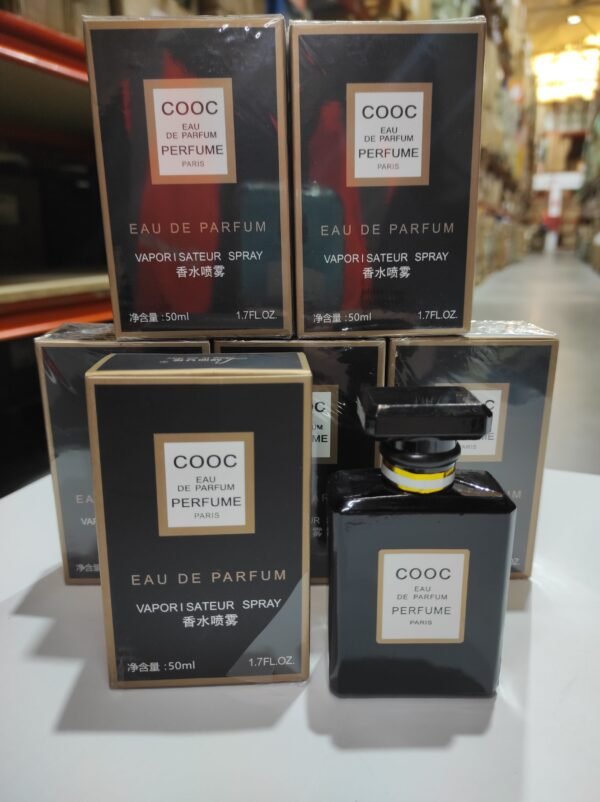 COOC
EAU
DE PARFUM
PERFUME
PARIS
EAU DE PARFUM
VAPORISATEUR SPRAY
香水喷雾
净含量:50ml 1.7FL.OZ.
COOC
EAU
DE PARFUM
PERFUME
PARIS
EAU DE PARFUM
VAPORISATEUR SPRAY
香水喷雾
净含量:50ml 1.7FL.OZ.
COOC
EAU
DE PARFUM
PERFUME
PARIS
EAU DE PARFUM
VAPORISATEUR SPRAY
香水喷雾
净含量:50ml 1.7FL.OZ.
COOC
EAU
DE PARFUM
PERFUME
PARIS